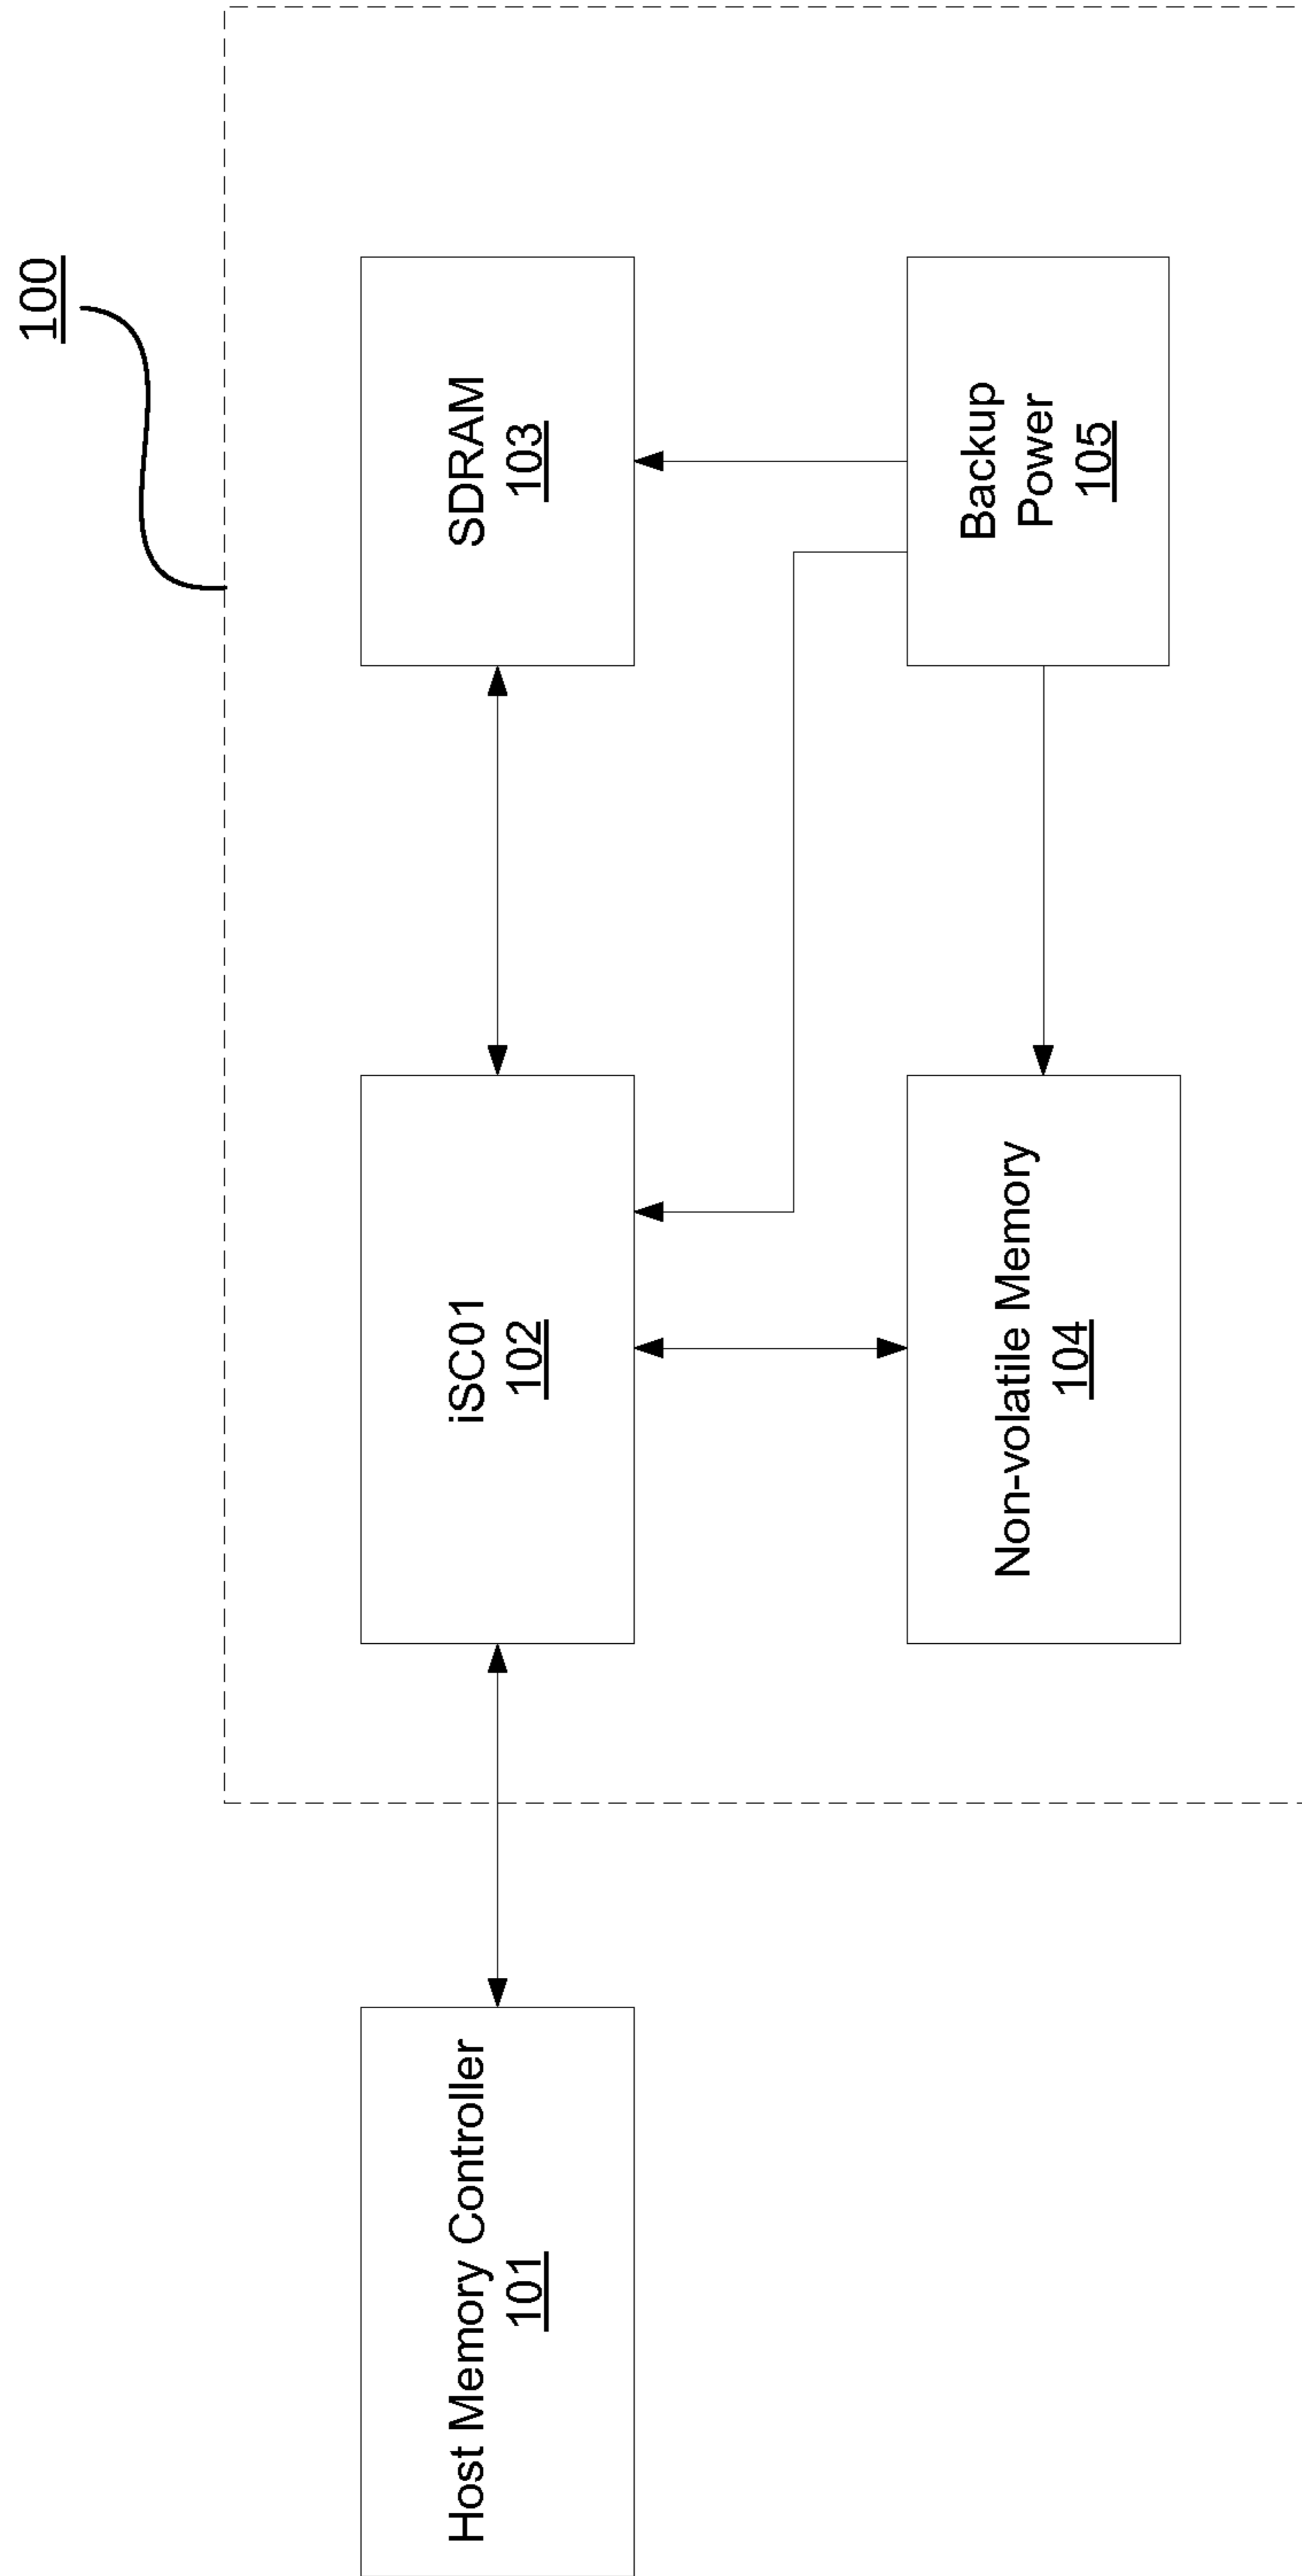 100
Host Memory Controller
101
iSC01
102
SDRAM
103
Non-volatile Memory
104
Backup
Power
105